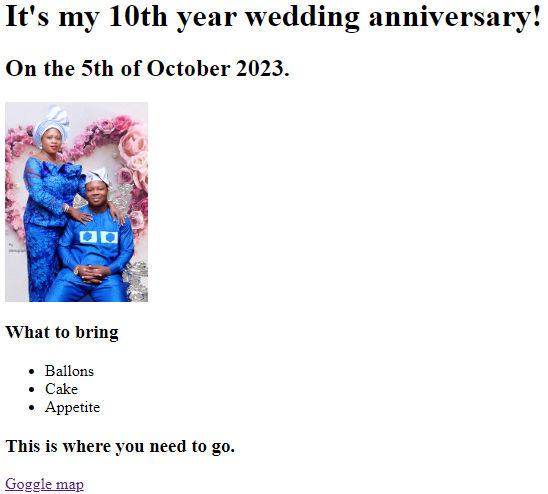 It's my 10th year wedding anniversary!
On the 5th of October 2023.
What to bring
Ballons
Cake
Appetite
This is where you need to go.
Goggle map